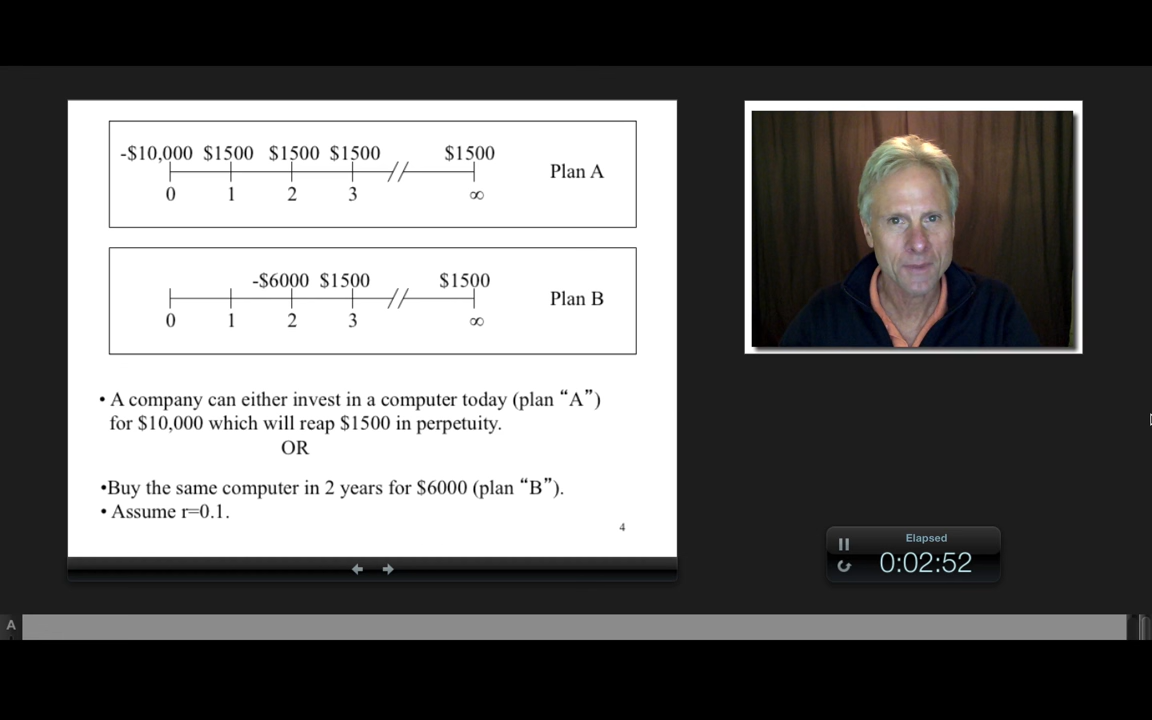 -$10,000 $1500 $1500 $1500 $1500
Plan A
0 1 2 3 ∞
-$6000 $1500 $1500
Plan B
0 1 2 3 ∞
• A company can either invest in a computer today (plan “A”)
for $10,000 which will reap $1500 in perpetuity.
OR
•Buy the same computer in 2 years for $6000 (plan “B”).
• Assume r=0.1.
4
Elapsed
0:02:52
A